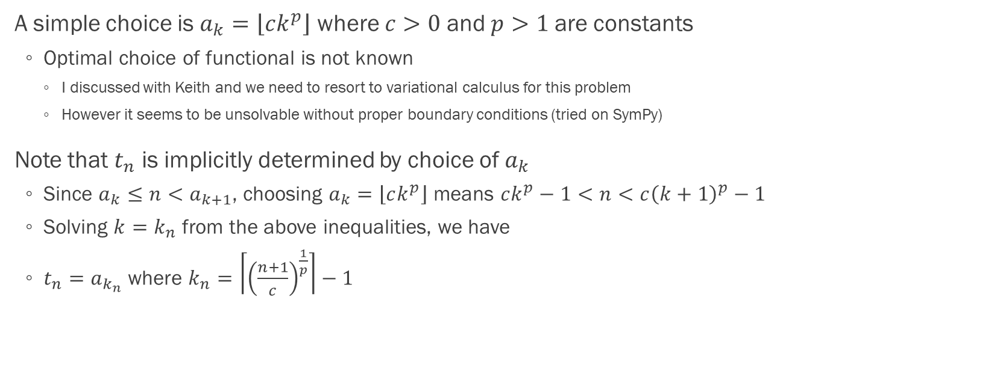 A simple choice is $a_k = \lfloor ck^p \rfloor$ where $c > 0$ and $p > 1$ are constants
◦ Optimal choice of functional is not known
◦ I discussed with Keith and we need to resort to variational calculus for this problem
◦ However it seems to be unsolvable without proper boundary conditions (tried on SymPy)
Note that $t_n$ is implicitly determined by choice of $a_k$
◦ Since $a_k \leq n < a_{k+1}$, choosing $a_k = \lfloor ck^p \rfloor$ means $ck^p - 1 < n < c(k + 1)^p - 1$
◦ Solving $k = k_n$ from the above inequalities, we have
◦ $t_n = a_{k_n}$ where $k_n = \left\lceil \left( \frac{n+1}{c} \right)^{\frac{1}{p}} \right\rceil - 1$